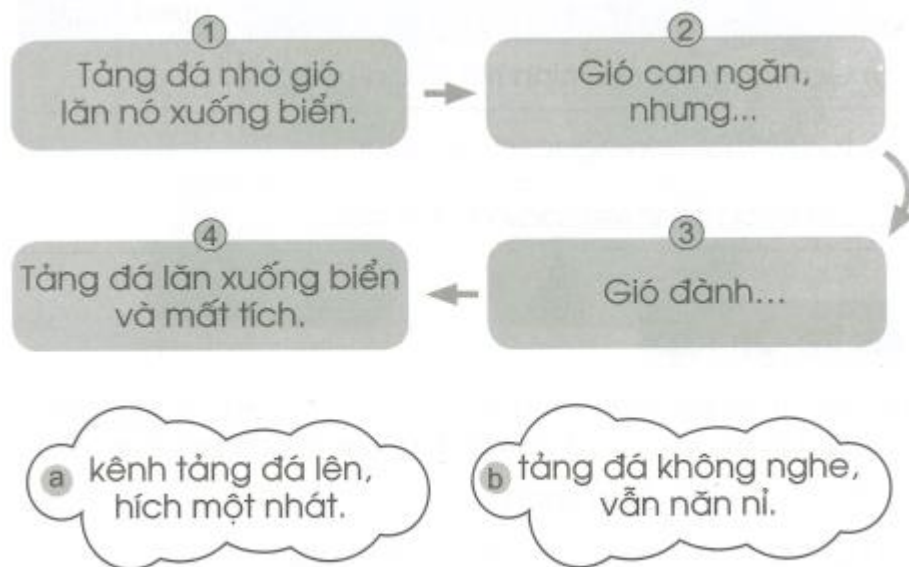 1
Tảng đá nhờ gió
lăn nó xuống biển.
2
Gió can ngăn,
nhưng...
3
Gió đành...
4
Tảng đá lăn xuống biển
và mất tích.
a
kênh tảng đá lên,
hích một nhát.
b
tảng đá không nghe,
vẫn năn nỉ.